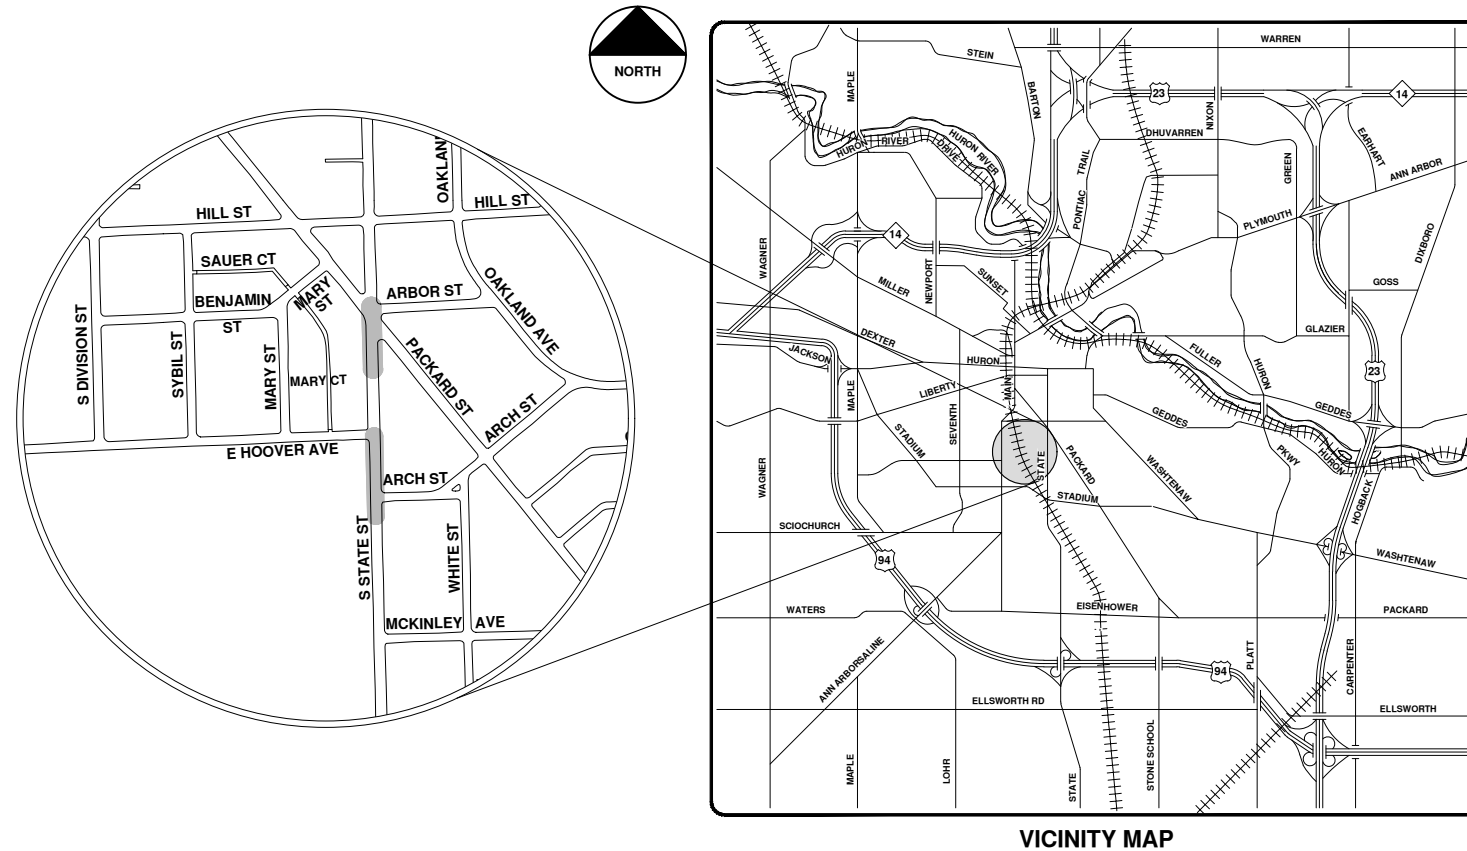 NORTH
HILL ST
OAKLAN
HILL ST
SAUER CT
BENJAMIN
ST
MARY
ST
ARBOR ST
OAKLAND AVE
S DIVISION ST
SYBIL ST
MARY ST
MARY CT
PACKARD ST
ARCH ST
E HOOVER AVE
ARCH ST
S STATE ST
WHITE ST
MCKINLEY AVE
WARREN
STEIN
MAPLE
BARTON
23
14
NIXON
DHUVARREN
EARHART
HURON RIVER DRIVE
HURON RIVER
TRAIL
PONTIAC
GREEN
ANN ARBOR
PLYMOUTH
DIXBORO
WAGNER
14
NEWPORT
SUNSET
MILLER
GOSS
GLAZIER
DEXTER
JACKSON
HURON
FULLER
HURON
23
MAPLE
LIBERTY
MAIN
GEDDES
GEDDES
SEVENTH
STADIUM
STATE
PACKARD
WASHTENAW
PKWY
HURON
WAGNER
STADIUM
HOGBACK
SCIOCHURCH
94
WASHTENAW
WATERS
EISENHOWER
PACKARD
ANN ARBORSALINE
PLATT
CARPENTER
94
ELLSWORTH RD
ELLSWORTH
MAPLE
LOHR
STATE
STONE SCHOOL
VICINITY MAP